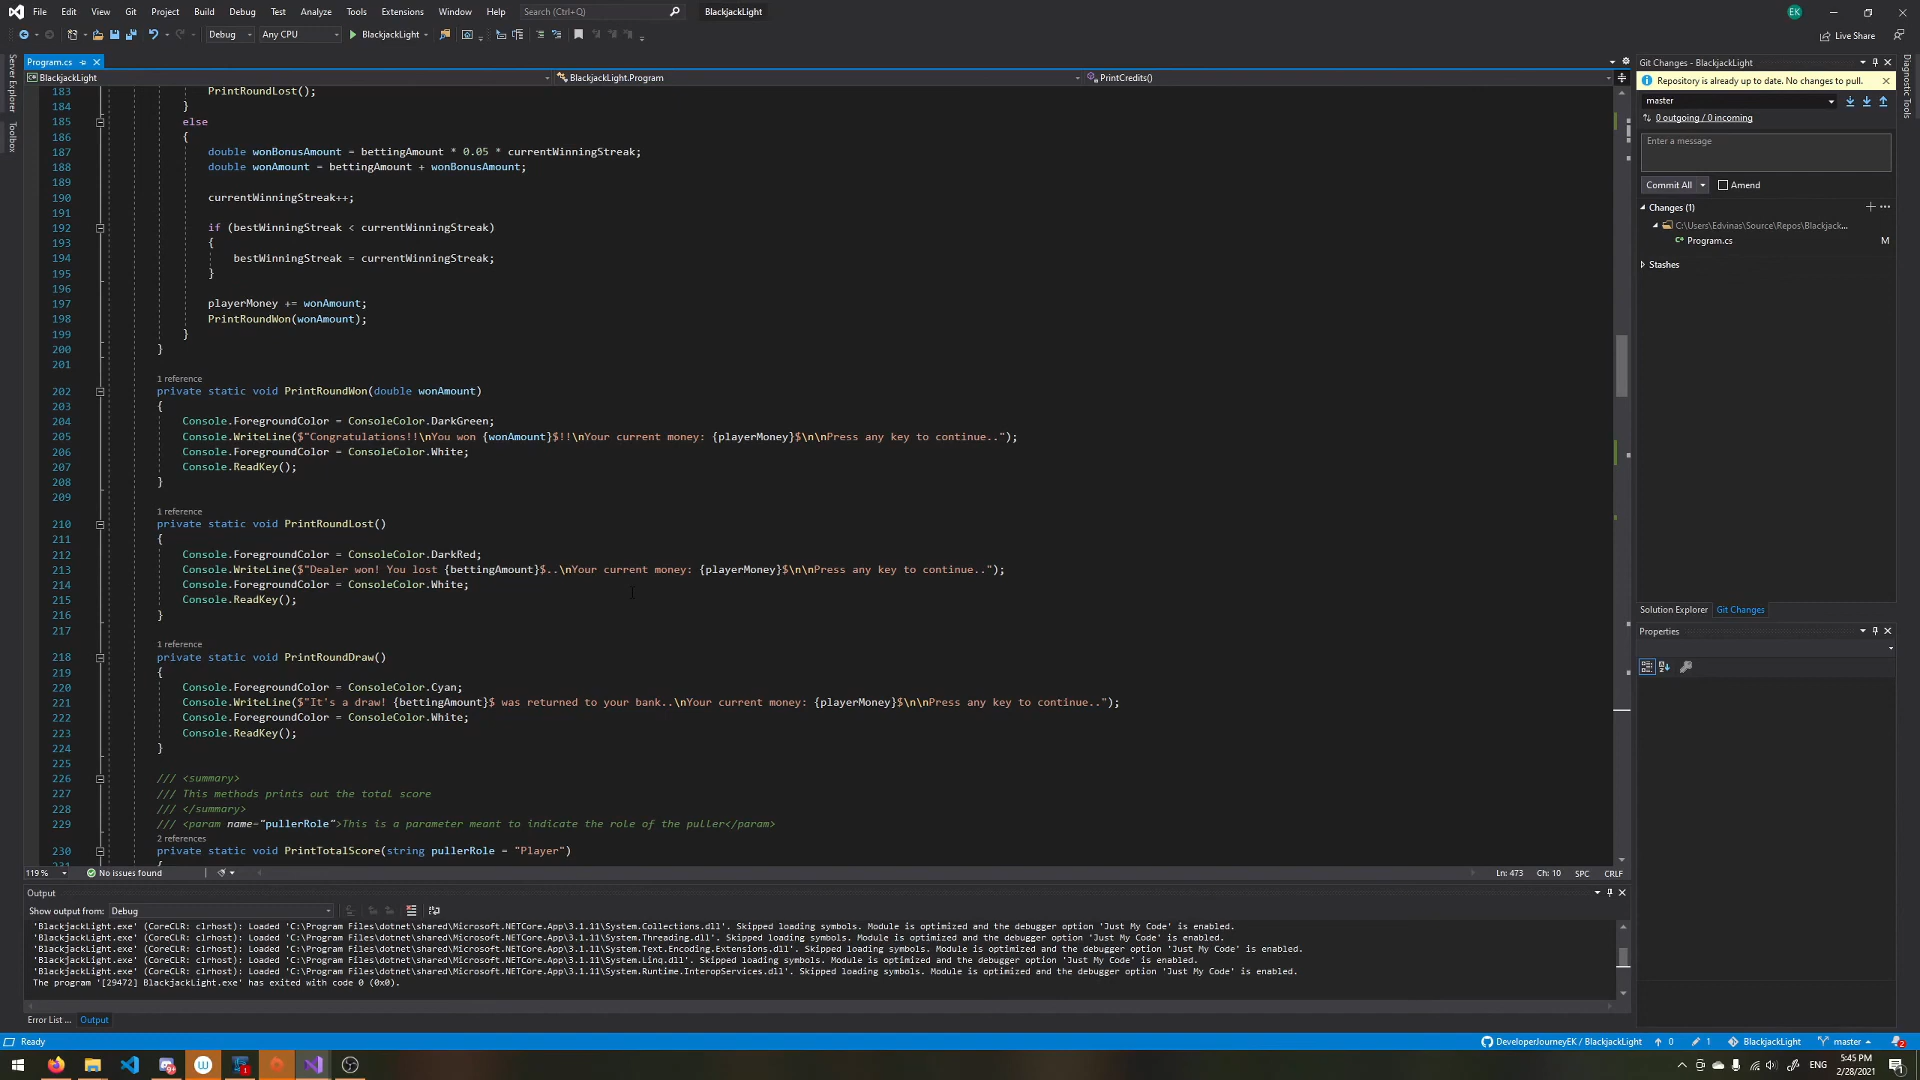 File Edit View Git Project Build Debug Test Analyze Tools Extensions Window Help Search (Ctrl+Q) BlackjackLight EK
Debug Any CPU BlackjackLight Live Share
Server Explorer
Toolbox
Program.cs
BlackjackLight BlackjackLight.Program PrintCredits()
183 PrintRoundLost();
184 }
185 else
186 {
187 double wonBonusAmount = bettingAmount * 0.05 * currentWinningStreak;
188 double wonAmount = bettingAmount + wonBonusAmount;
189
190 currentWinningStreak++;
191
192 if (bestWinningStreak < currentWinningStreak)
193 {
194 bestWinningStreak = currentWinningStreak;
195 }
196
197 playerMoney += wonAmount;
198 PrintRoundWon(wonAmount);
199 }
200 }
201
1 reference
202 private static void PrintRoundWon(double wonAmount)
203 {
204 Console.ForegroundColor = ConsoleColor.DarkGreen;
205 Console.WriteLine($"Congratulations!!\nYou won {wonAmount}$!!\nYour current money: {playerMoney}$\n\nPress any key to continue..");
206 Console.ForegroundColor = ConsoleColor.White;
207 Console.ReadKey();
208 }
209
1 reference
210 private static void PrintRoundLost()
211 {
212 Console.ForegroundColor = ConsoleColor.DarkRed;
213 Console.WriteLine($"Dealer won! You lost {bettingAmount}$..\nYour current money: {playerMoney}$\n\nPress any key to continue..");
214 Console.ForegroundColor = ConsoleColor.White;
215 Console.ReadKey();
216 }
217
1 reference
218 private static void PrintRoundDraw()
219 {
220 Console.ForegroundColor = ConsoleColor.Cyan;
221 Console.WriteLine($"It's a draw! {bettingAmount}$ was returned to your bank..\nYour current money: {playerMoney}$\n\nPress any key to continue..");
222 Console.ForegroundColor = ConsoleColor.White;
223 Console.ReadKey();
224 }
225
226 /// <summary>
227 /// This methods prints out the total score
228 /// </summary>
229 /// <param name="pullerRole">This is a parameter meant to indicate the role of the puller</param>
2 references
230 private static void PrintTotalScore(string pullerRole = "Player")
231 {
119 % No issues found Ln: 473 Ch: 10 SPC CRLF
Output
Show output from: Debug
'BlackjackLight.exe' (CoreCLR: clrhost): Loaded 'C:\Program Files\dotnet\shared\Microsoft.NETCore.App\3.1.11\System.Collections.dll'. Skipped loading symbols. Module is optimized and the debugger option 'Just My Code' is enabled.
'BlackjackLight.exe' (CoreCLR: clrhost): Loaded 'C:\Program Files\dotnet\shared\Microsoft.NETCore.App\3.1.11\System.Threading.dll'. Skipped loading symbols. Module is optimized and the debugger option 'Just My Code' is enabled.
'BlackjackLight.exe' (CoreCLR: clrhost): Loaded 'C:\Program Files\dotnet\shared\Microsoft.NETCore.App\3.1.11\System.Text.Encoding.Extensions.dll'. Skipped loading symbols. Module is optimized and the debugger option 'Just My Code' is enabled.
'BlackjackLight.exe' (CoreCLR: clrhost): Loaded 'C:\Program Files\dotnet\shared\Microsoft.NETCore.App\3.1.11\System.Linq.dll'. Skipped loading symbols. Module is optimized and the debugger option 'Just My Code' is enabled.
'BlackjackLight.exe' (CoreCLR: clrhost): Loaded 'C:\Program Files\dotnet\shared\Microsoft.NETCore.App\3.1.11\System.Runtime.InteropServices.dll'. Skipped loading symbols. Module is optimized and the debugger option 'Just My Code' is enabled.
The program '[29472] BlackjackLight.exe' has exited with code 0 (0x0).
Error List ... Output
Git Changes - BlackjackLight
Repository is already up to date. No changes to pull.
master
0 outgoing / 0 incoming
Enter a message
Commit All Amend
Changes (1)
C:\Users\Edvinas\Source\Repos\Blackjack...
Program.cs M
Stashes
Solution Explorer Git Changes
Properties
Diagnostic Tools
Ready DeveloperJourneyEK / BlackjackLight 0 1 BlackjackLight master 2
ENG 5:45 PM
2/28/2021